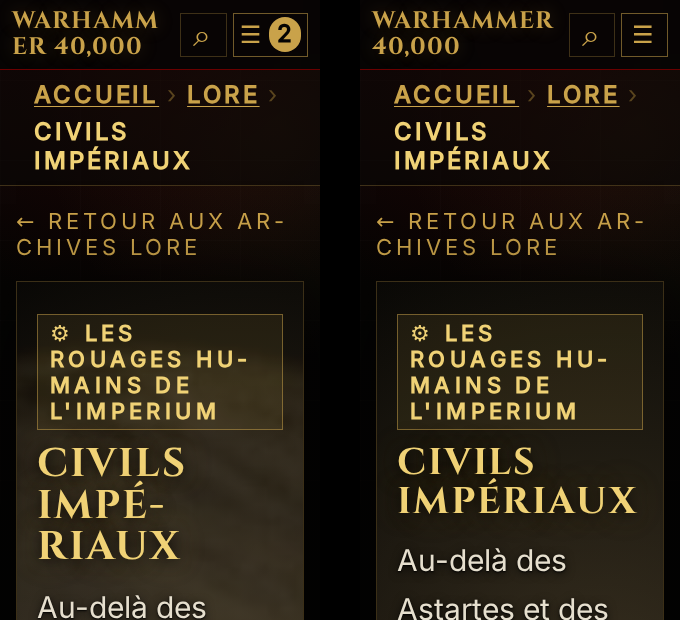 WARHAMM
ER 40,000
⌕
☰ 2
ACCUEIL › LORE ›
CIVILS
IMPÉRIAUX
← RETOUR AUX AR-
CHIVES LORE
⚙ LES
ROUAGES HU-
MAINS DE
L'IMPERIUM
CIVILS
IMPÉ-
RIAUX
Au-delà des
WARHAMMER
40,000
⌕
☰
ACCUEIL › LORE ›
CIVILS
IMPÉRIAUX
← RETOUR AUX AR-
CHIVES LORE
⚙ LES
ROUAGES HU-
MAINS DE
L'IMPERIUM
CIVILS
IMPÉRIAUX
Au-delà des
Astartes et des